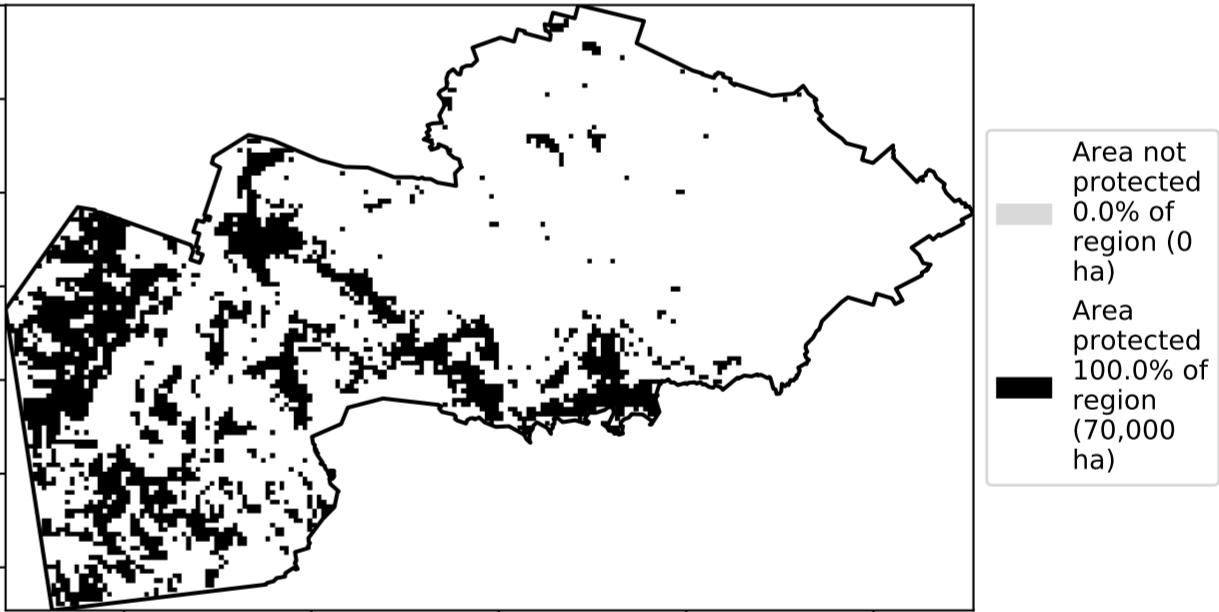 Area not
protected
0.0% of
region (0
ha)
Area
protected
100.0% of
region
(70,000
ha)